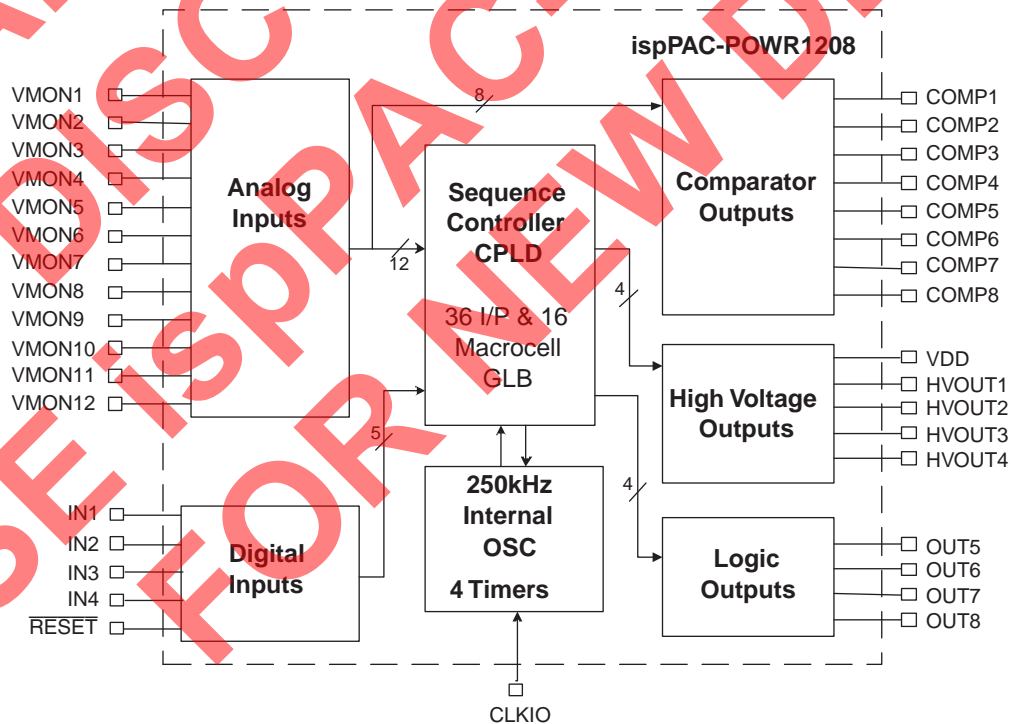 ispPAC-POWR1208
VMON1
VMON2
VMON3
VMON4
VMON5
VMON6
VMON7
VMON8
VMON9
VMON10
VMON11
VMON12
Analog
Inputs
8
12
Sequence
Controller
CPLD
36 I/P & 16
Macrocell
GLB
Comparator
Outputs
COMP1
COMP2
COMP3
COMP4
COMP5
COMP6
COMP7
COMP8
4
High Voltage
Outputs
VDD
HVOUT1
HVOUT2
HVOUT3
HVOUT4
IN1
IN2
IN3
IN4
RESET
Digital
Inputs
5
250kHz
Internal
OSC
4 Timers
4
Logic
Outputs
OUT5
OUT6
OUT7
OUT8
CLKIO
DISC
SE ispPAC
FOR NEW D